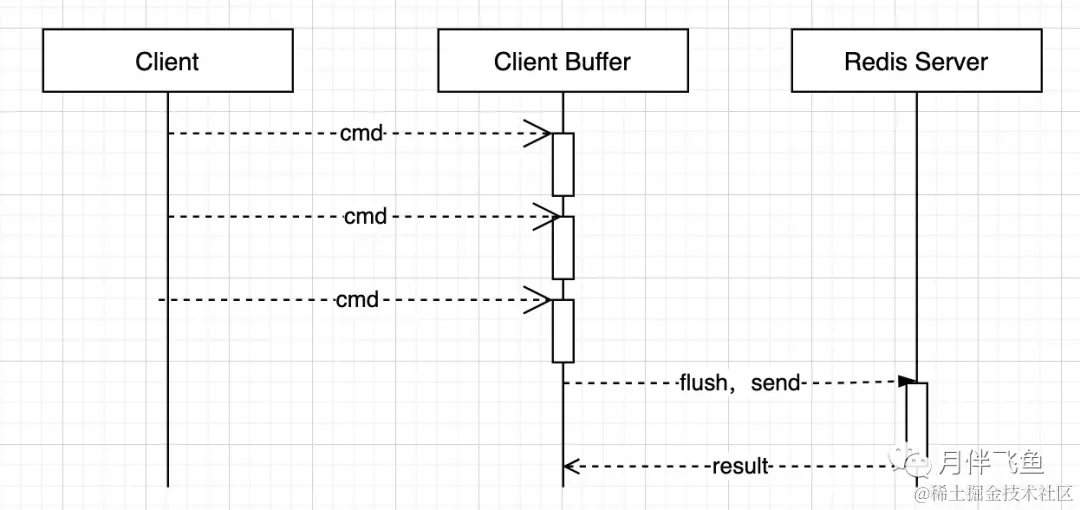 Client
Client Buffer
Redis Server
cmd
cmd
cmd
flush，send
result
月伴飞鱼
@稀土掘金技术社区